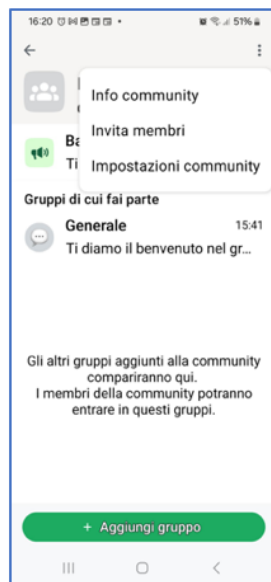 16:20
51%
Info community
Invita membri
Impostazioni community
Ba
Ti
Gruppi di cui fai parte
Generale 15:41
Ti diamo il benvenuto nel gr...
Gli altri gruppi aggiunti alla community
compariranno qui.
I membri della community potranno
entrare in questi gruppi.
+ Aggiungi gruppo